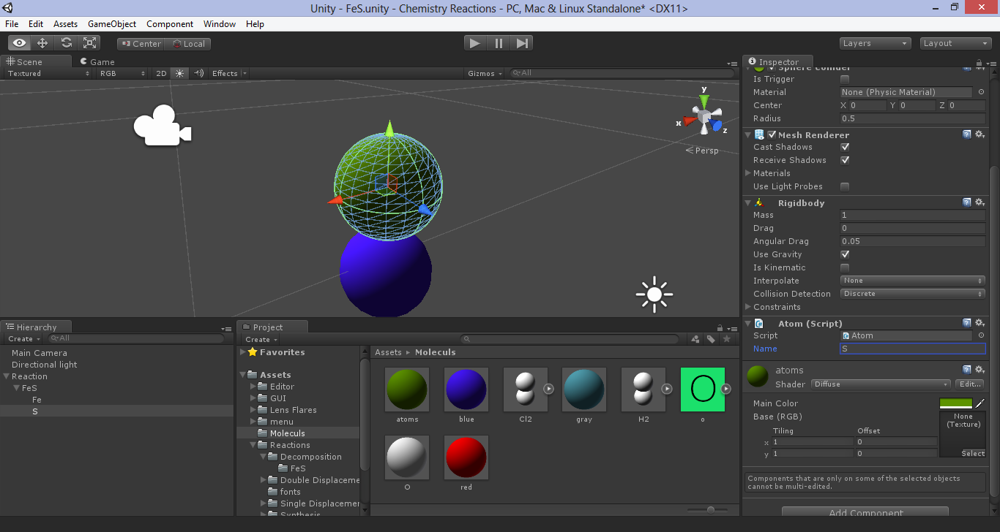 Unity - FeS.unity - Chemistry Reactions - PC, Mac & Linux Standalone* <DX11>
File Edit Assets GameObject Component Window Help
Center Local Layers Layout
Scene Game
Textured RGB 2D Effects Gizmos All
y
x
z
Persp
Inspector
Sphere Collider
Is Trigger
Material None (Physic Material)
Center X 0 Y 0 Z 0
Radius 0.5
Mesh Renderer
Cast Shadows
Receive Shadows
Materials
Use Light Probes
Rigidbody
Mass 1
Drag 0
Angular Drag 0.05
Use Gravity
Is Kinematic
Interpolate None
Collision Detection Discrete
Constraints
Atom (Script)
Script Atom
Name S
atoms
Shader Diffuse Edit...
Main Color
Base (RGB) None (Texture)
Tiling Offset
x 1 0
y 1 0 Select
Components that are only on some of the selected objects
cannot be multi-edited.
Add Component
Hierarchy
Create All
Main Camera
Directional light
Reaction
FeS
Fe
S
Project
Create
Favorites
Assets
Editor
GUI
Lens Flares
menu
Moleculs
Reactions
Decomposition
FeS
Double Displaceme
fonts
Single Displacemer
Synthesis
Assets Moleculs
O
atoms blue Cl2 gray H2 o
O red